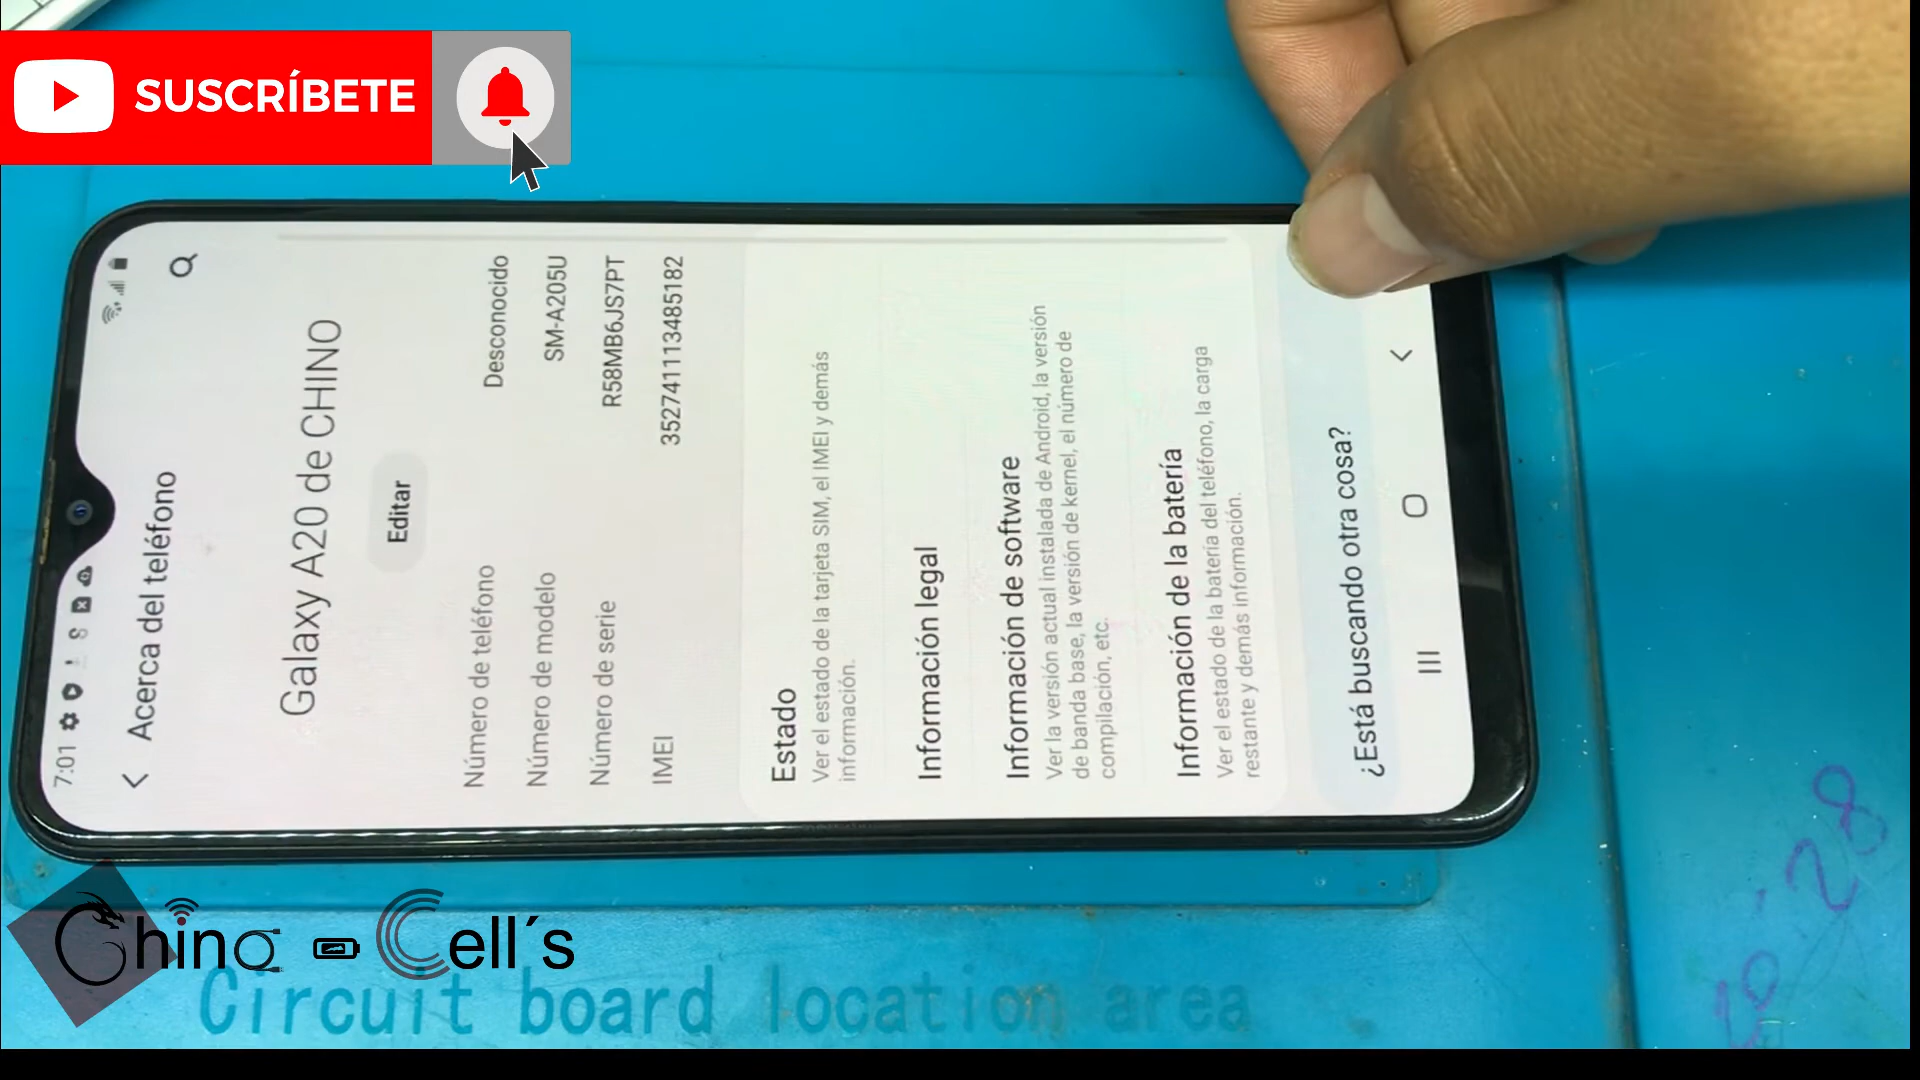 SUSCRÍBETE
7:01
Acerca del teléfono
Galaxy A20 de CHINO
Editar
Número de teléfono Desconocido
Número de modelo SM-A205U
Número de serie R58MB6JS7PT
IMEI 352741113485182
Estado
Ver el estado de la tarjeta SIM, el IMEI y demás
información.
Información legal
Información de software
Ver la versión actual instalada de Android, la versión
de banda base, la versión de kernel, el número de
compilación, etc.
Información de la batería
Ver el estado de la batería del teléfono, la carga
restante y demás información.
¿Está buscando otra cosa?
Chino - Cell´s
Circuit board location area